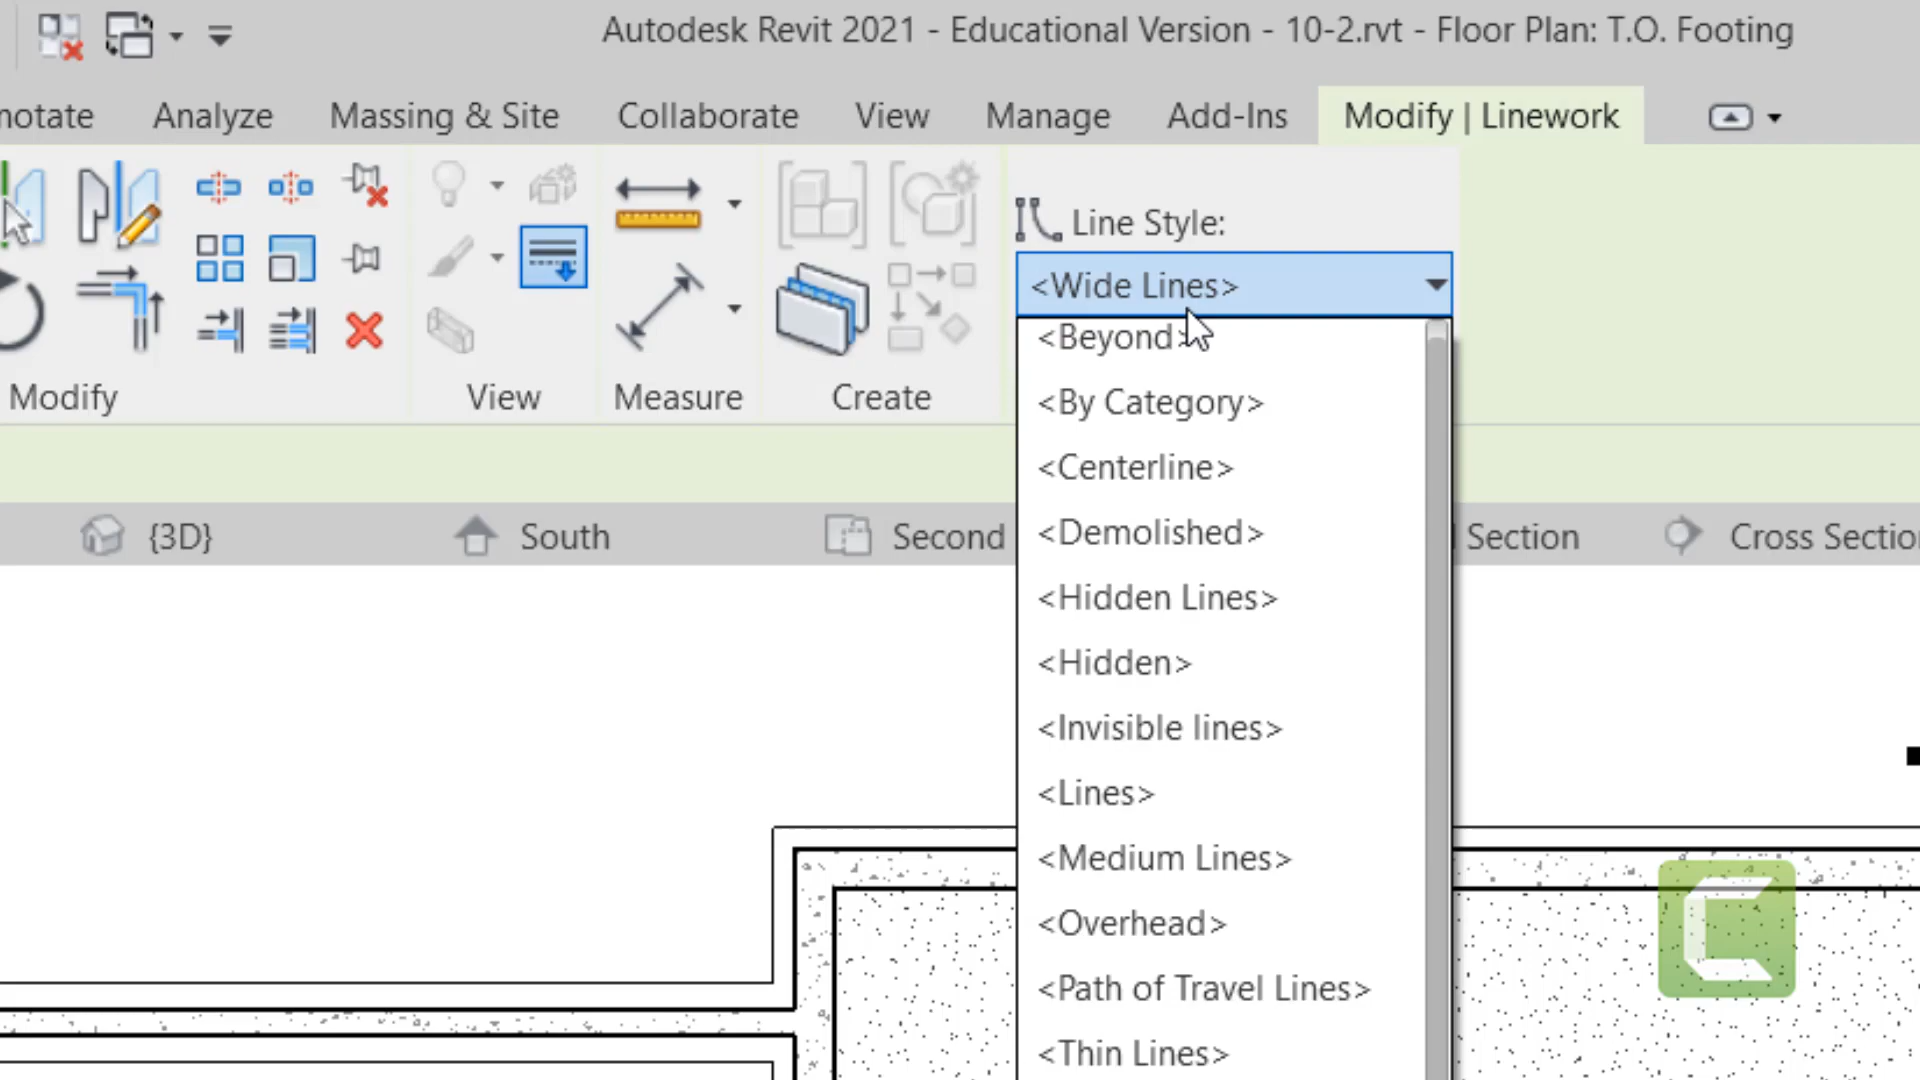 Autodesk Revit 2021 - Educational Version - 10-2.rvt - Floor Plan: T.O. Footing
notate Analyze Massing & Site Collaborate View Manage Add-Ins Modify | Linework
Line Style:
<Wide Lines>
<Beyond>
<By Category>
<Centerline>
<Demolished>
<Hidden Lines>
<Hidden>
<Invisible lines>
<Lines>
<Medium Lines>
<Overhead>
<Path of Travel Lines>
<Thin Lines>
Modify View Measure Create
{3D} South Second Section Cross Sectio